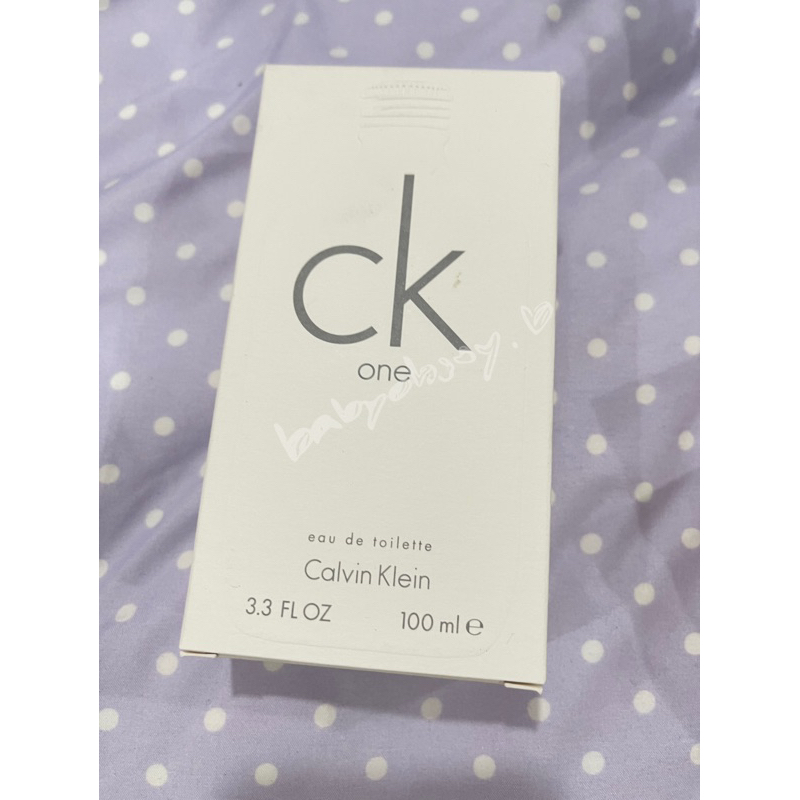 ck
one
eau de toilette
Calvin Klein
3.3 FL OZ 100 ml ℮